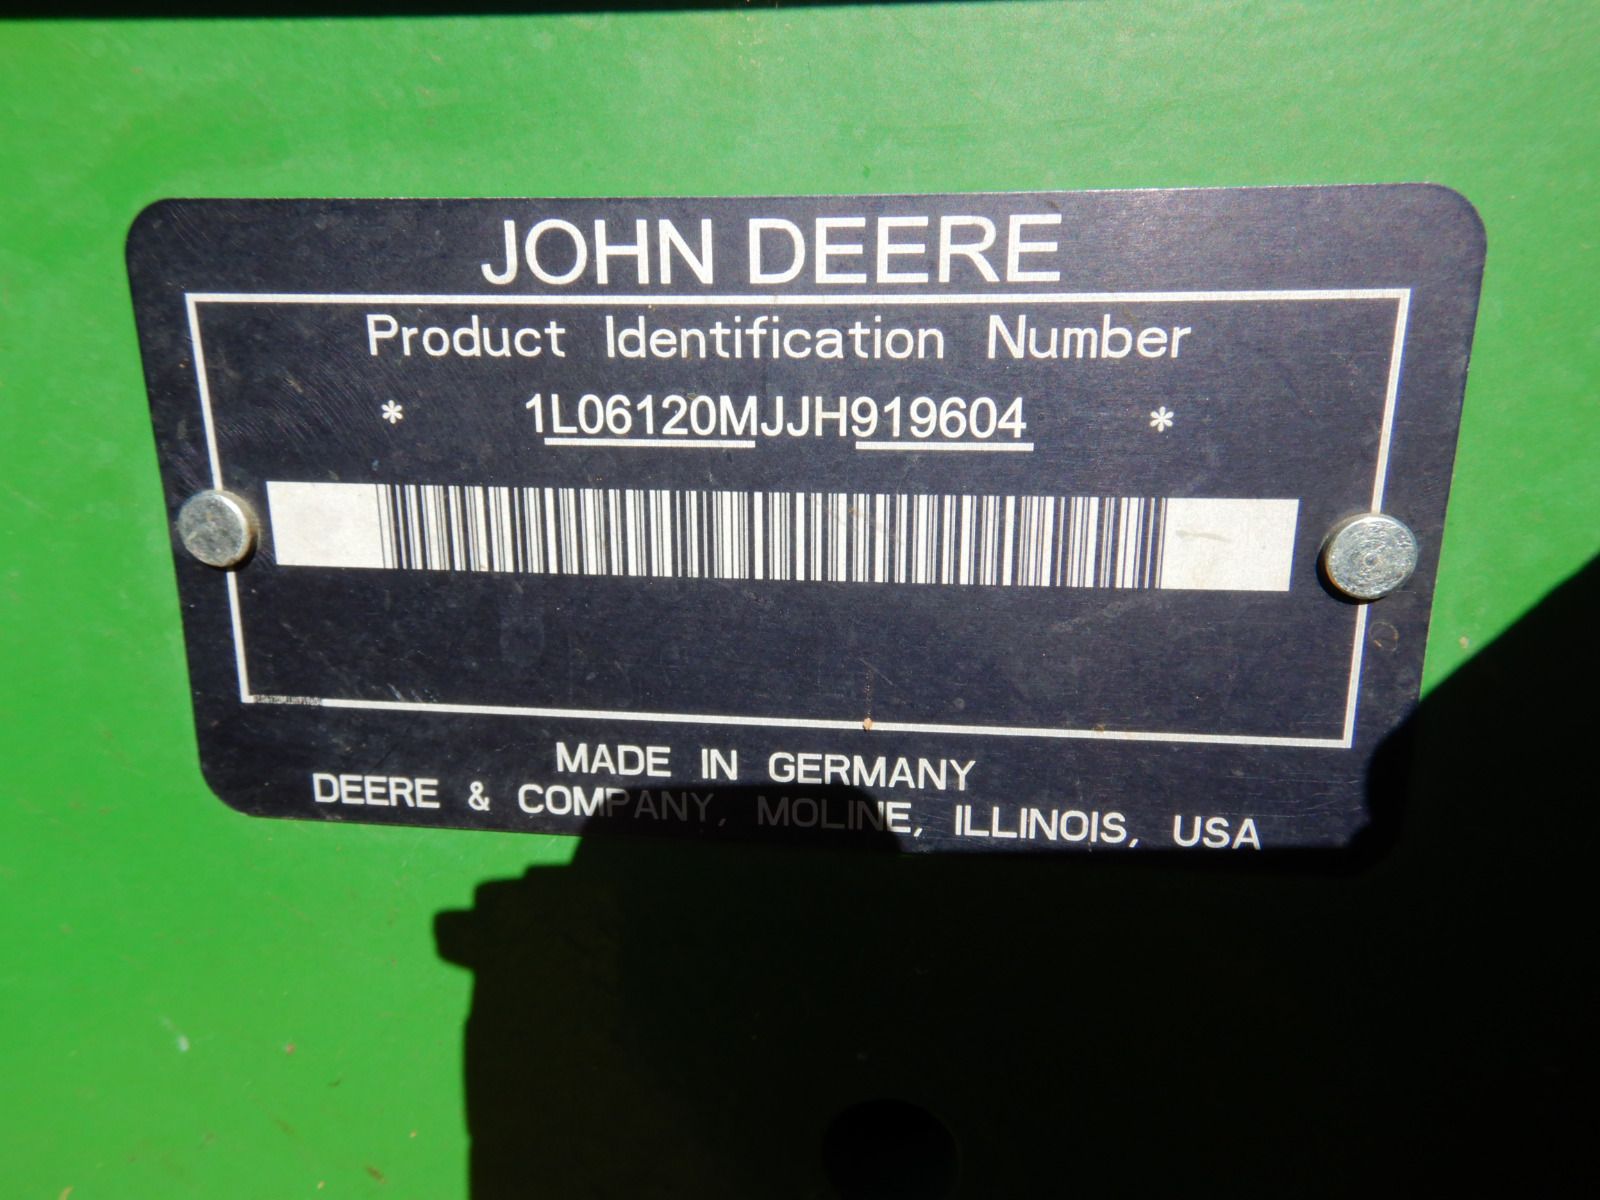 JOHN DEERE
Product Identification Number
* 1L06120MJJH919604 *
MADE IN GERMANY
DEERE & COMPANY, MOLINE, ILLINOIS, USA